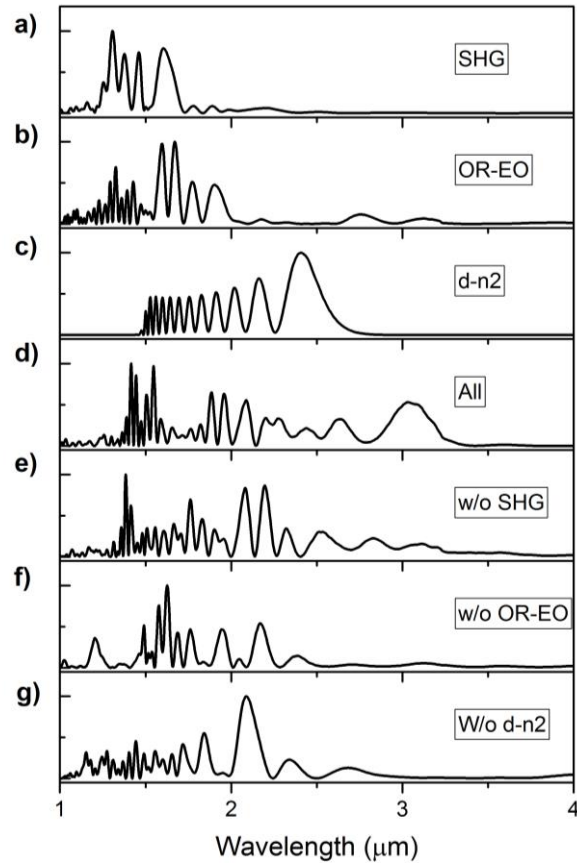 a)
SHG
b)
OR-EO
c)
d-n2
d)
All
e)
w/o SHG
f)
w/o OR-EO
g)
W/o d-n2
1 2 3 4
Wavelength (μm)